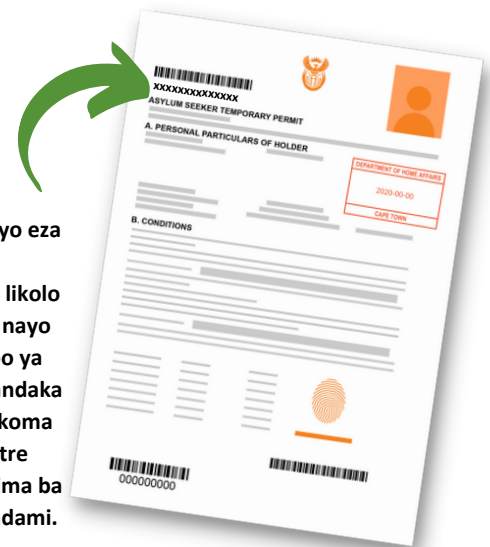 XXXXXXXXXXXXXX
ASYLUM SEEKER TEMPORARY PERMIT
A. PERSONAL PARTICULARS OF HOLDER
DEPARTMENT OF HOME AFFAIRS
2020-00-00
CAPE TOWN
B. CONDITIONS
000000000
yo eza
likolo
nayo
o ya
ndaka
koma
tre
ma ba
dami.